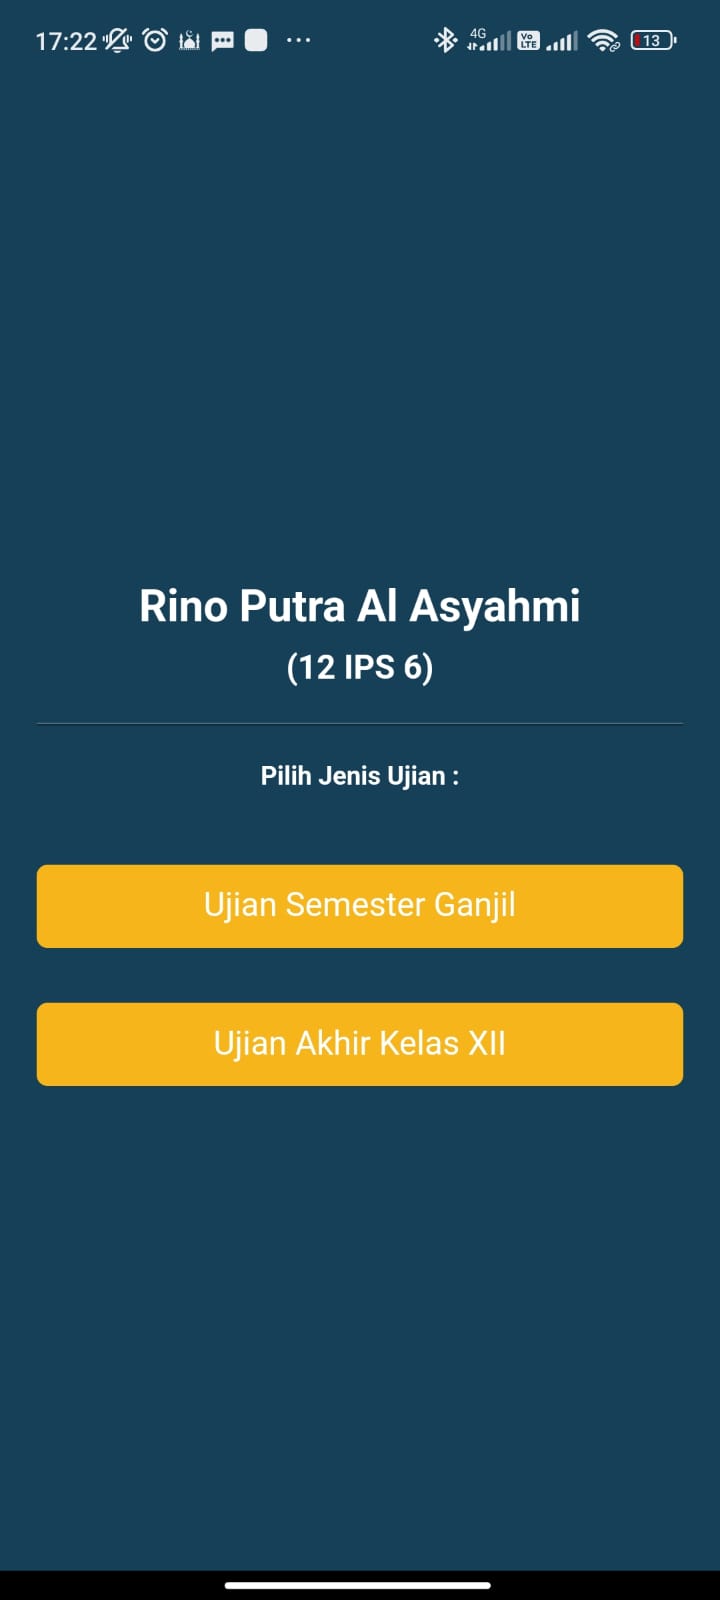 17:22
4G
Vo
LTE
13
Rino Putra Al Asyahmi
(12 IPS 6)
Pilih Jenis Ujian :
Ujian Semester Ganjil
Ujian Akhir Kelas XII